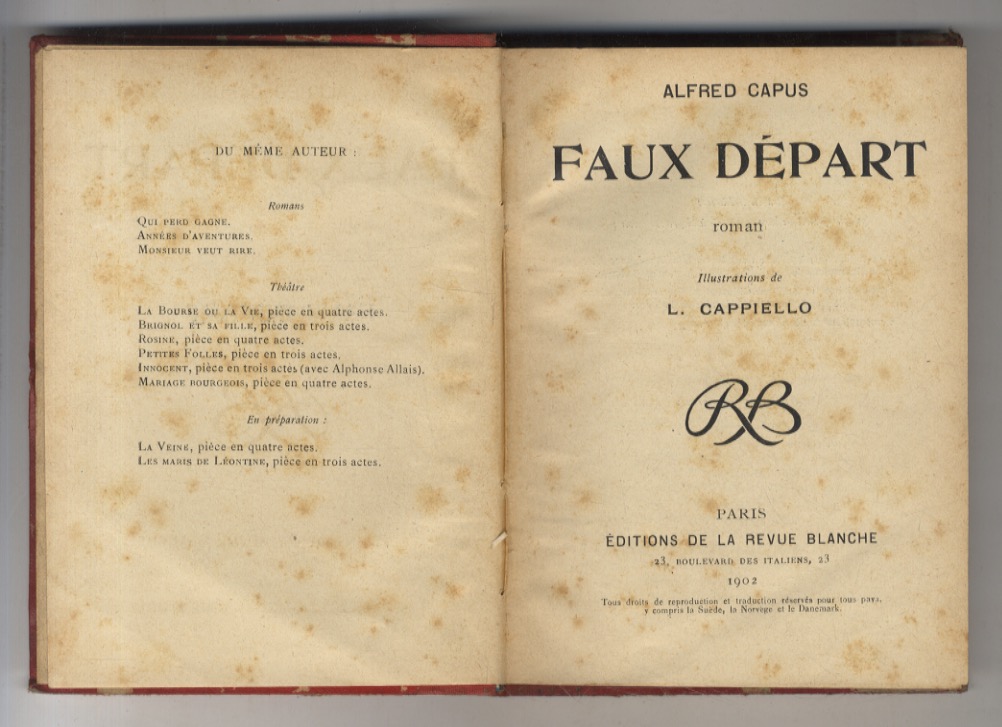 DU MÊME AUTEUR :
Romans
QUI PERD GAGNE.
ANNÉES D'AVENTURES.
MONSIEUR VEUT RIRE.
Théâtre
LA BOURSE OU LA VIE, pièce en quatre actes.
BRIGNOL ET SA FILLE, pièce en trois actes.
ROSINE, pièce en quatre actes.
PETITES FOLLES, pièce en trois actes.
INNOCENT, pièce en trois actes (avec Alphonse Allais).
MARIAGE BOURGEOIS, pièce en quatre actes.
En préparation :
LA VEINE, pièce en quatre actes.
LES MARIS DE LÉONTINE, pièce en trois actes.
ALFRED CAPUS
FAUX DÉPART
roman
Illustrations de
L. CAPPIELLO
RB
PARIS
ÉDITIONS DE LA REVUE BLANCHE
23, BOULEVARD DES ITALIENS, 23
1902
Tous droits de reproduction et traduction réservés pour tous pays,
y compris la Suède, la Norvège et le Danemark.